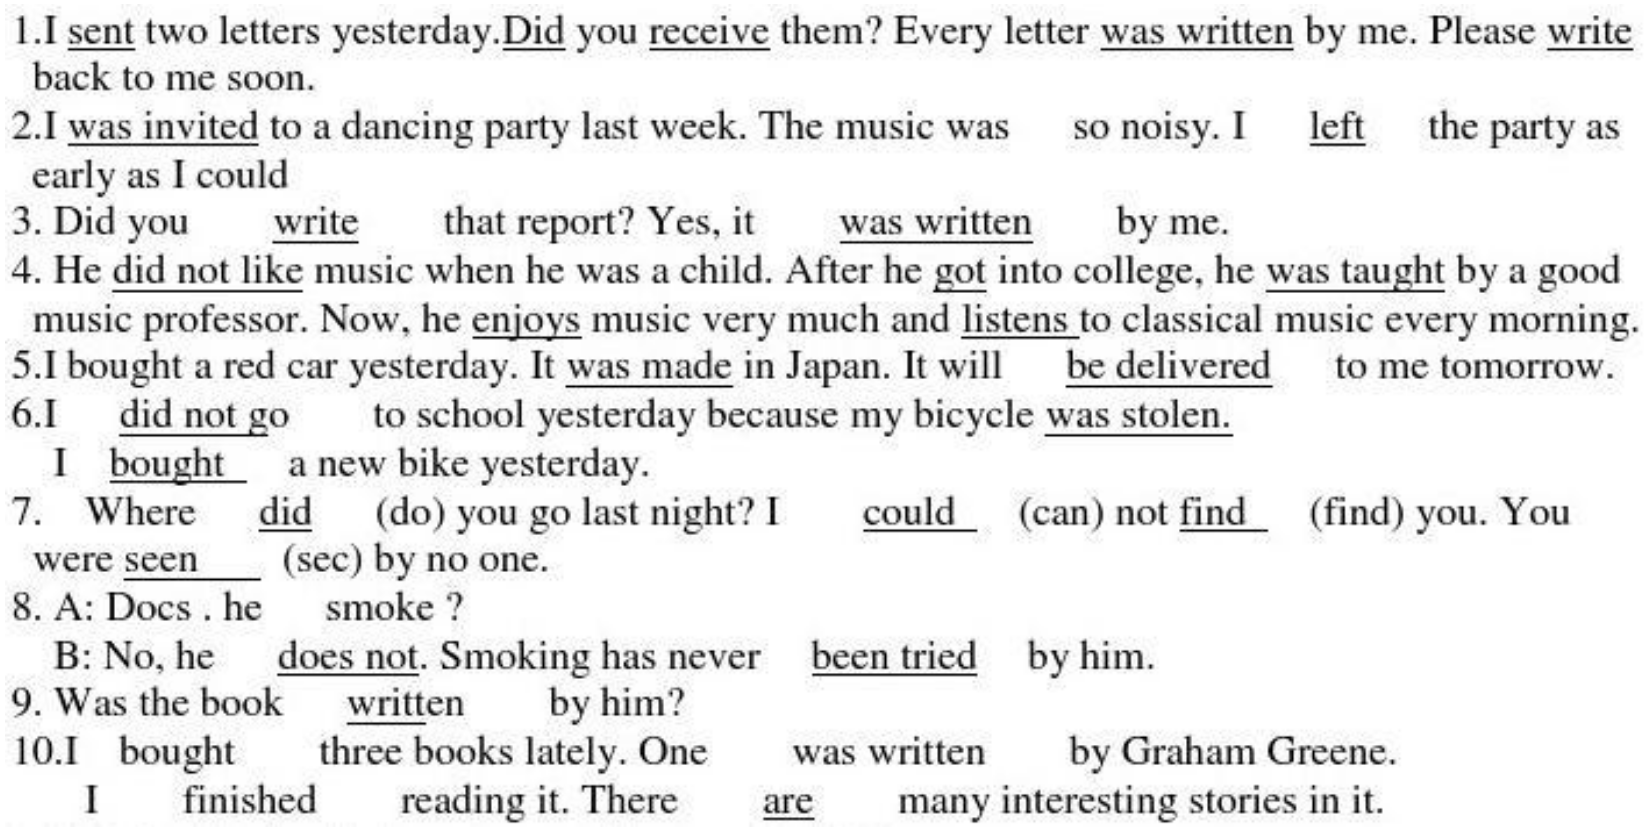 1.I sent two letters yesterday.Did you receive them? Every letter was written by me. Please write
back to me soon.
2.I was invited to a dancing party last week. The music was so noisy. I left the party as
early as I could
3. Did you write that report? Yes, it was written by me.
4. He did not like music when he was a child. After he got into college, he was taught by a good
music professor. Now, he enjoys music very much and listens to classical music every morning.
5.I bought a red car yesterday. It was made in Japan. It will be delivered to me tomorrow.
6.I did not go to school yesterday because my bicycle was stolen.
I bought a new bike yesterday.
7. Where did (do) you go last night? I could (can) not find (find) you. You
were seen (sec) by no one.
8. A: Docs . he smoke ?
B: No, he does not. Smoking has never been tried by him.
9. Was the book written by him?
10.I bought three books lately. One was written by Graham Greene.
I finished reading it. There are many interesting stories in it.